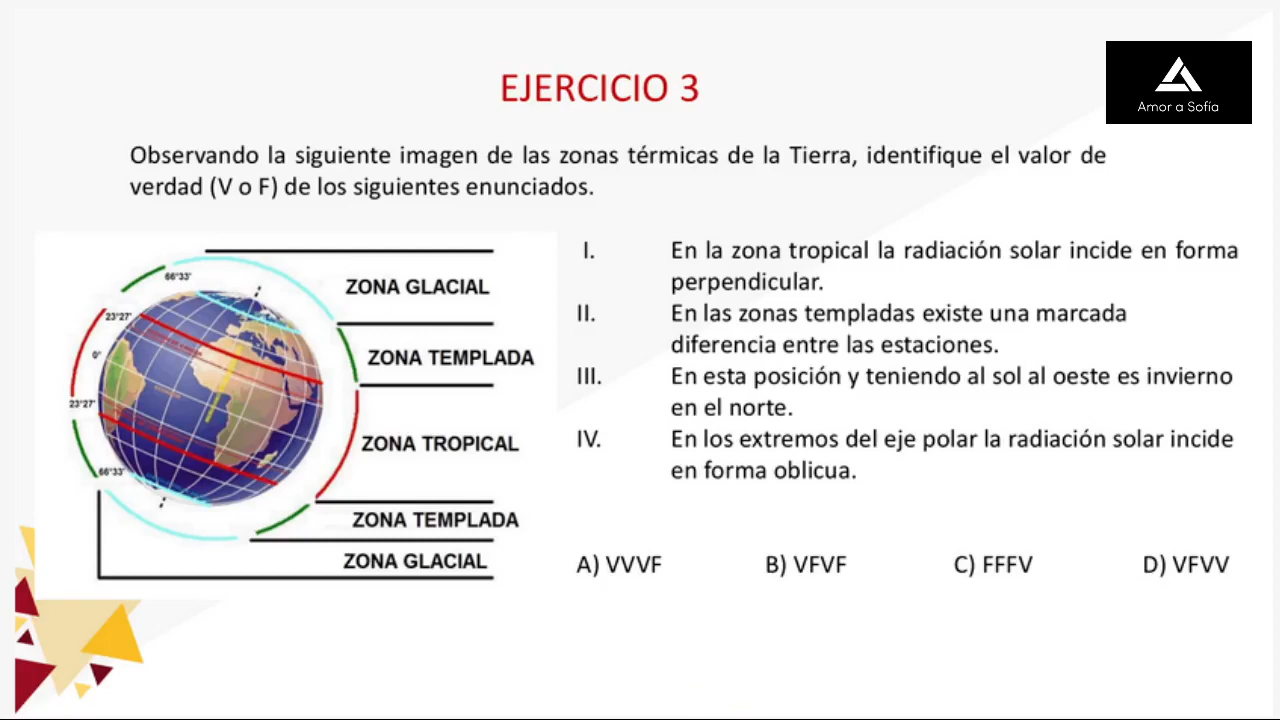 EJERCICIO 3
Amor a Sofía
Observando la siguiente imagen de las zonas térmicas de la Tierra, identifique el valor de
verdad (V o F) de los siguientes enunciados.
66°33'
23°27'
0°
23°27'
66°33'
ZONA GLACIAL
ZONA TEMPLADA
ZONA TROPICAL
ZONA TEMPLADA
ZONA GLACIAL
I. En la zona tropical la radiación solar incide en forma
perpendicular.
II. En las zonas templadas existe una marcada
diferencia entre las estaciones.
III. En esta posición y teniendo al sol al oeste es invierno
en el norte.
IV. En los extremos del eje polar la radiación solar incide
en forma oblicua.
A) VVVF B) VFVF C) FFFV D) VFVV